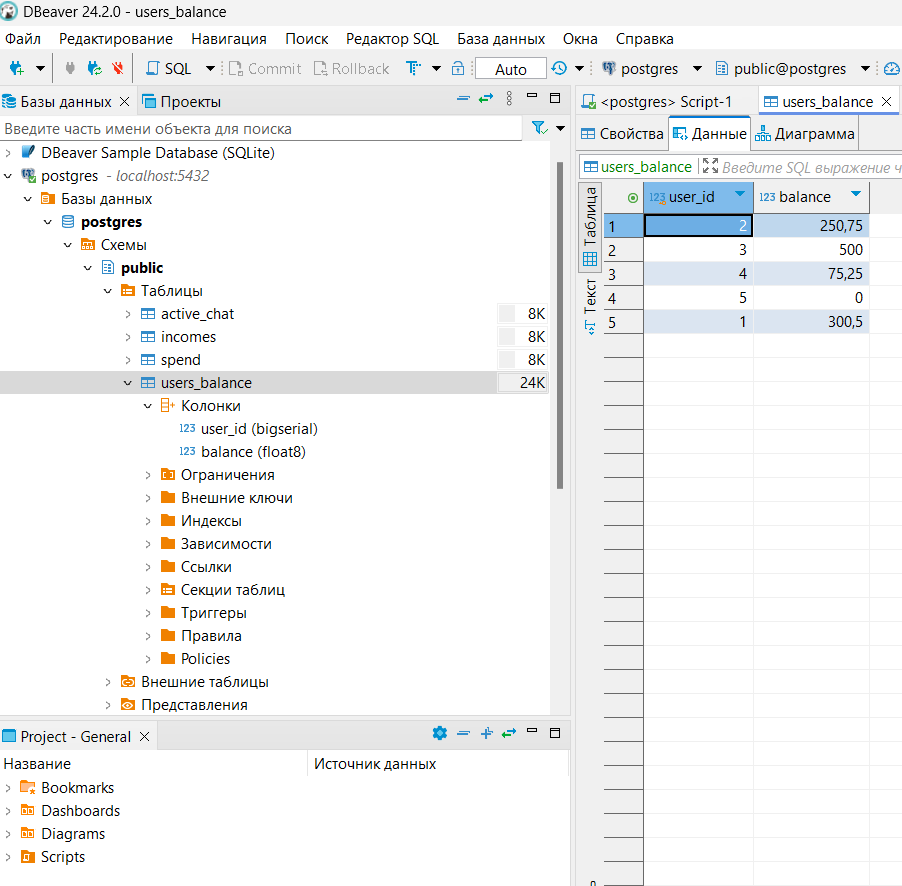 DBeaver 24.2.0 - users_balance
Файл Редактирование Навигация Поиск Редактор SQL База данных Окна Справка
SQL Commit Rollback Auto postgres public@postgres
Базы данных Проекты
Введите часть имени объекта для поиска
DBeaver Sample Database (SQLite)
postgres - localhost:5432
Базы данных
postgres
Схемы
public
Таблицы
active_chat 8K
incomes 8K
spend 8K
users_balance 24K
Колонки
123 user_id (bigserial)
123 balance (float8)
Ограничения
Внешние ключи
Индексы
Зависимости
Ссылки
Секции таблиц
Триггеры
Правила
Policies
Внешние таблицы
Представления
Project - General
Название Источник данных
Bookmarks
Dashboards
Diagrams
Scripts
<postgres> Script-1 users_balance
Свойства Данные Диаграмма
users_balance Введите SQL выражение ч
Таблица
Текст
123 user_id 123 balance
1 2 250,75
2 3 500
3 4 75,25
4 5 0
5 1 300,5